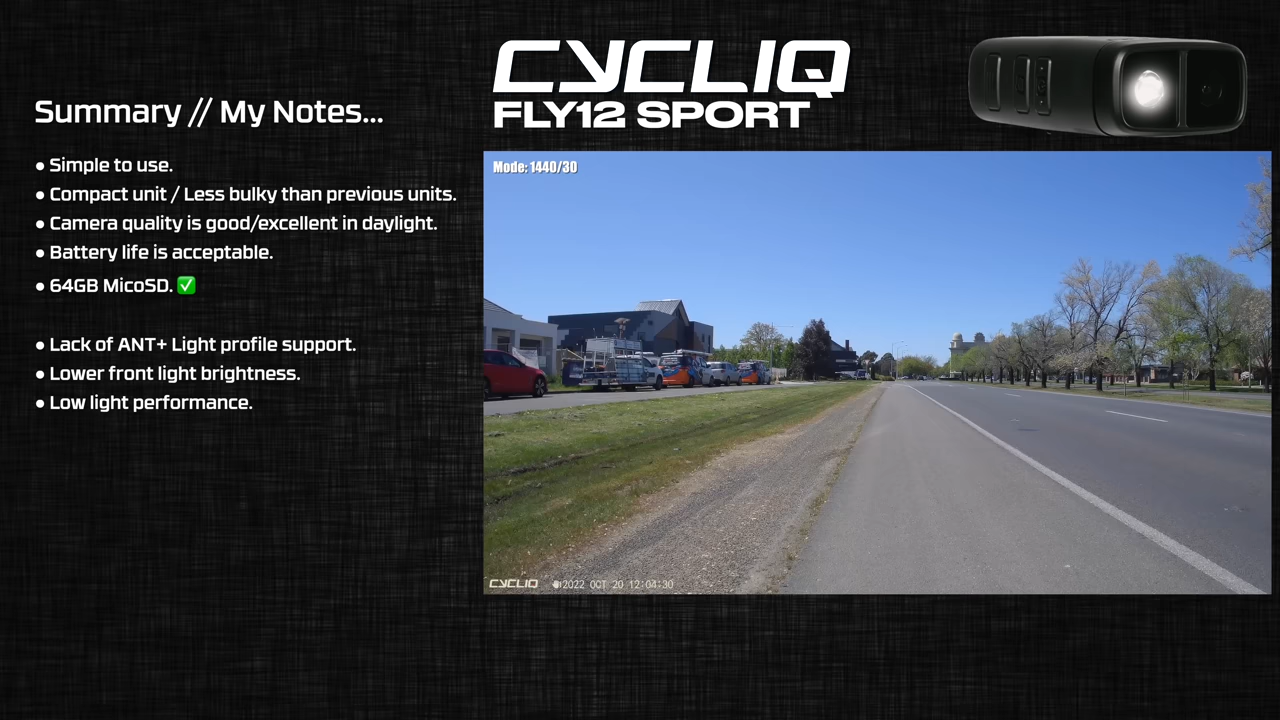 Summary // My Notes...
● Simple to use.
● Compact unit / Less bulky than previous units.
● Camera quality is good/excellent in daylight.
● Battery life is acceptable.
● 64GB MicoSD. ✅
● Lack of ANT+ Light profile support.
● Lower front light brightness.
● Low light performance.
CYCLIQ
FLY12 SPORT
Mode: 1440/30
CYCLIQ 2022 OCT 20 12:04:30